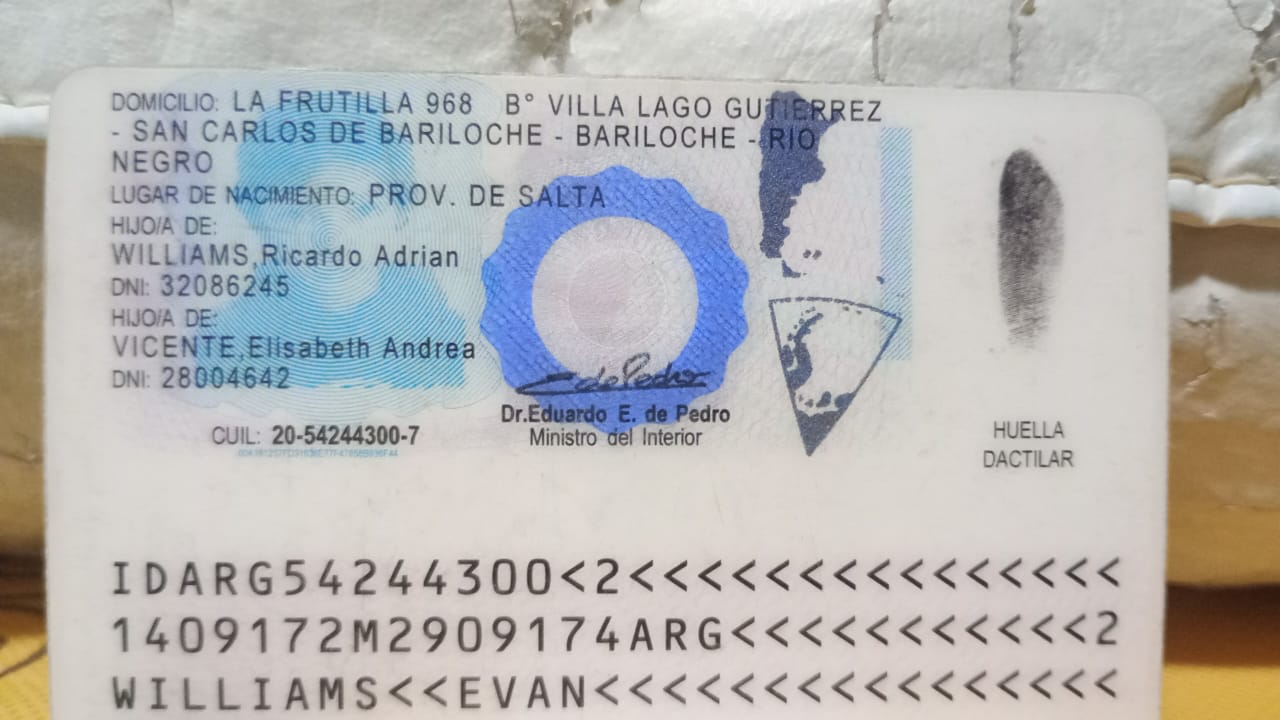 DOMICILIO: LA FRUTILLA 968 B° VILLA LAGO GUTIERREZ
- SAN CARLOS DE BARILOCHE - BARILOCHE - RIO
NEGRO
LUGAR DE NACIMIENTO: PROV. DE SALTA
HIJO/A DE:
WILLIAMS,Ricardo Adrian
DNI: 32086245
HIJO/A DE:
VICENTE,Elisabeth Andrea
DNI: 28004642
CUIL: 20-54244300-7
E de Pedro
Dr.Eduardo E. de Pedro
Ministro del Interior
HUELLA
DACTILAR
IDARG54244300<2<<<<<<<<<<<<<<<
1409172M2909174ARG<<<<<<<<<<<2
WILLIAMS<<EVAN<<<<<<<<<<<<<<<<